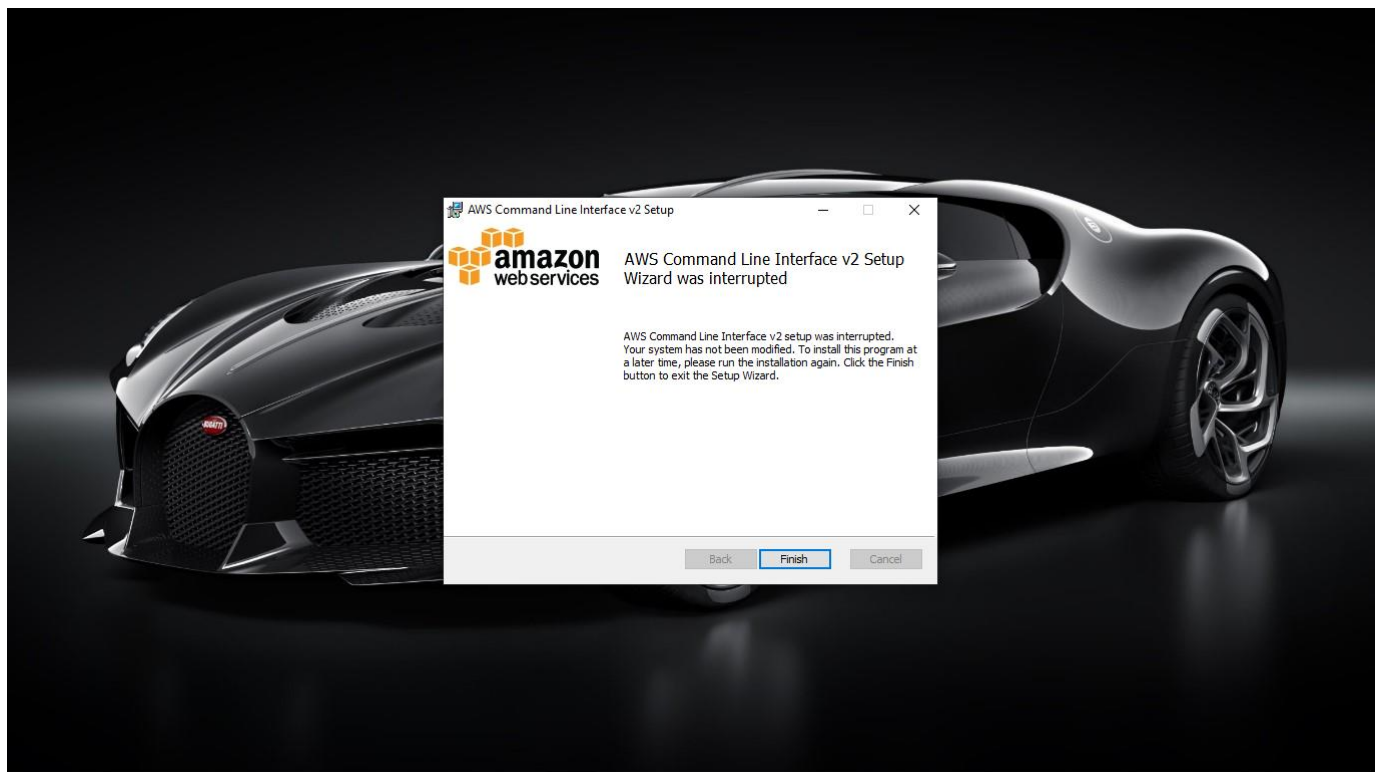 AWS Command Line Interface v2 Setup
amazon
webservices
AWS Command Line Interface v2 Setup
Wizard was interrupted
AWS Command Line Interface v2 setup was interrupted.
Your system has not been modified. To install this program at
a later time, please run the installation again. Click the Finish
button to exit the Setup Wizard.
BUGATTI
Back
Finish
Cancel